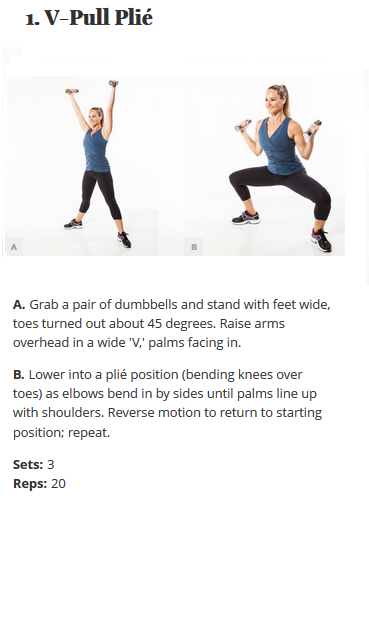 1. V-Pull Plié
A
B
A. Grab a pair of dumbbells and stand with feet wide,
toes turned out about 45 degrees. Raise arms
overhead in a wide 'V,' palms facing in.
B. Lower into a plié position (bending knees over
toes) as elbows bend in by sides until palms line up
with shoulders. Reverse motion to return to starting
position; repeat.
Sets: 3
Reps: 20